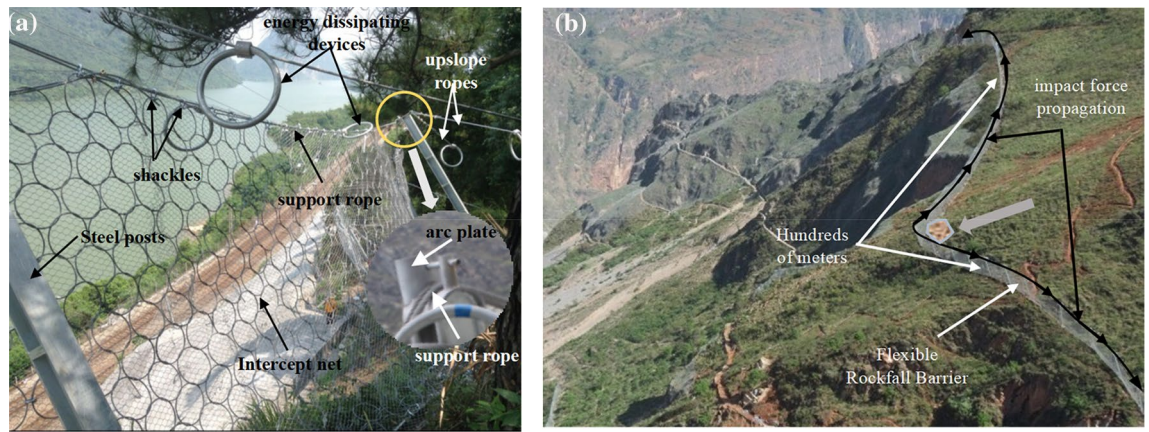 (a)
energy dissipating
devices
upslope
ropes
shackles
support rope
Steel posts
arc plate
Intercept net
support rope
(b)
impact force
propagation
Hundreds
of meters
Flexible
Rockfall Barrier